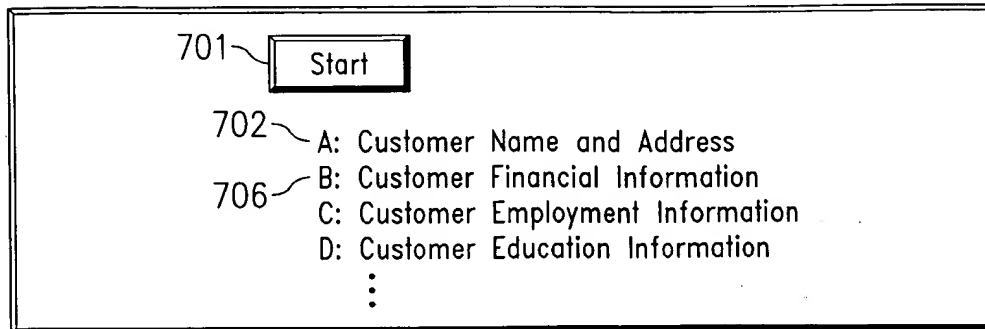 701 Start
702 A: Customer Name and Address
706 B: Customer Financial Information
C: Customer Employment Information
D: Customer Education Information